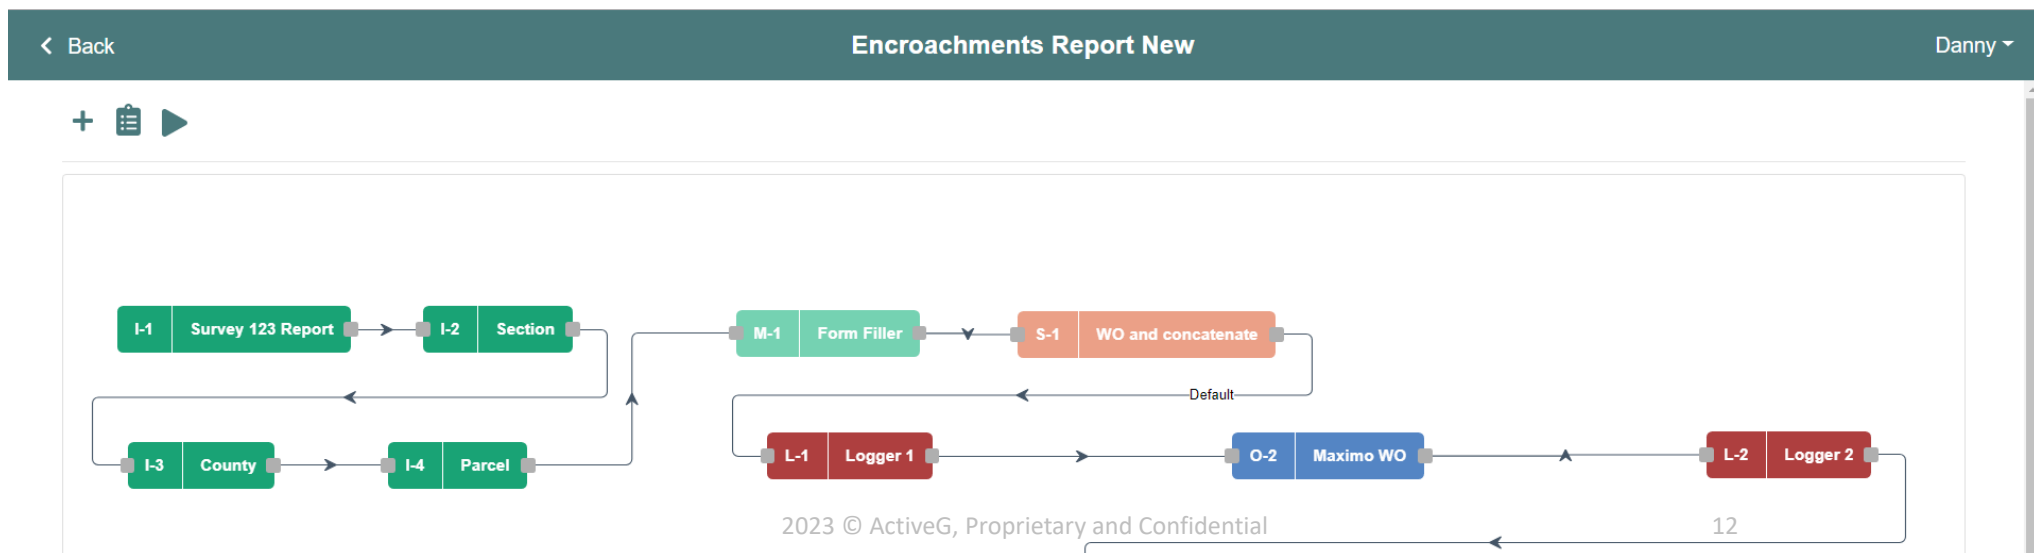 Back
Encroachments Report New
Danny
I-1 Survey 123 Report
I-2 Section
M-1 Form Filler
S-1 WO and concatenate
Default
I-3 County
I-4 Parcel
L-1 Logger 1
O-2 Maximo WO
L-2 Logger 2
2023 © ActiveG, Proprietary and Confidential
12